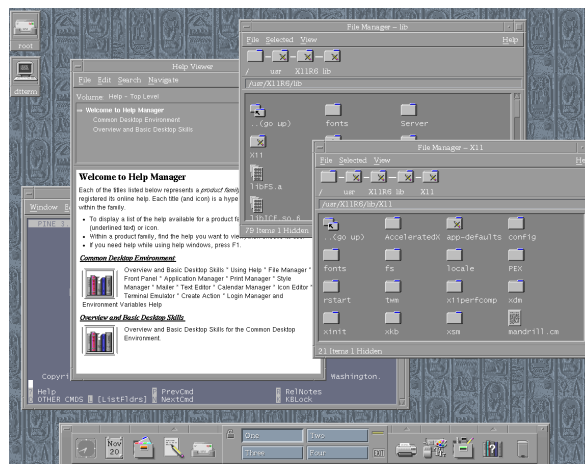 root
dtterm
Help Viewer
File Edit Search Navigate
Volume: Help - Top Level
Welcome to Help Manager
Common Desktop Environment
Overview and Basic Desktop Skills
Welcome to Help Manager
Each of the titles listed below represents a product family
registered its online help. Each title (and icon) is a hype
within the family.
To display a list of the help available for a product fa
(underlined text) or icon.
Within a product family, find the help you want to vie
If you need help while using help windows, press F1.
Common Desktop Environment
Overview and Basic Desktop Skills * Using Help * File Manager *
Front Panel * Application Manager * Print Manager * Style
Manager * Mailer * Text Editor * Calendar Manager * Icon Editor *
Terminal Emulator * Create Action * Login Manager and
Environment Variables Help
Overview and Basic Desktop Skills
Overview and Basic Desktop Skills for the Common Desktop
Environment.
File Manager - lib
File Selected View Help
/ usr X11R6 lib
/usr/X11R6/lib
..(go up) fonts Server
X11
libFS.a
libICE.so.6
79 Items 1 Hidden
File Manager - X11
File Selected View He
/ usr X11R6 lib X11
/usr/X11R6/lib/X11
..(go up) AcceleratedX app-defaults config
fonts fs locale PEX
rstart twm x11perfcomp xdm
xinit xkb xsm mandrill.cm
21 Items 1 Hidden
Window E
PINE
Copyri Washington.
Help PrevCmd RelNotes
OTHER CMDS L [ListFldrs] NextCmd KBLock
Nov
20
One Two
Three Four